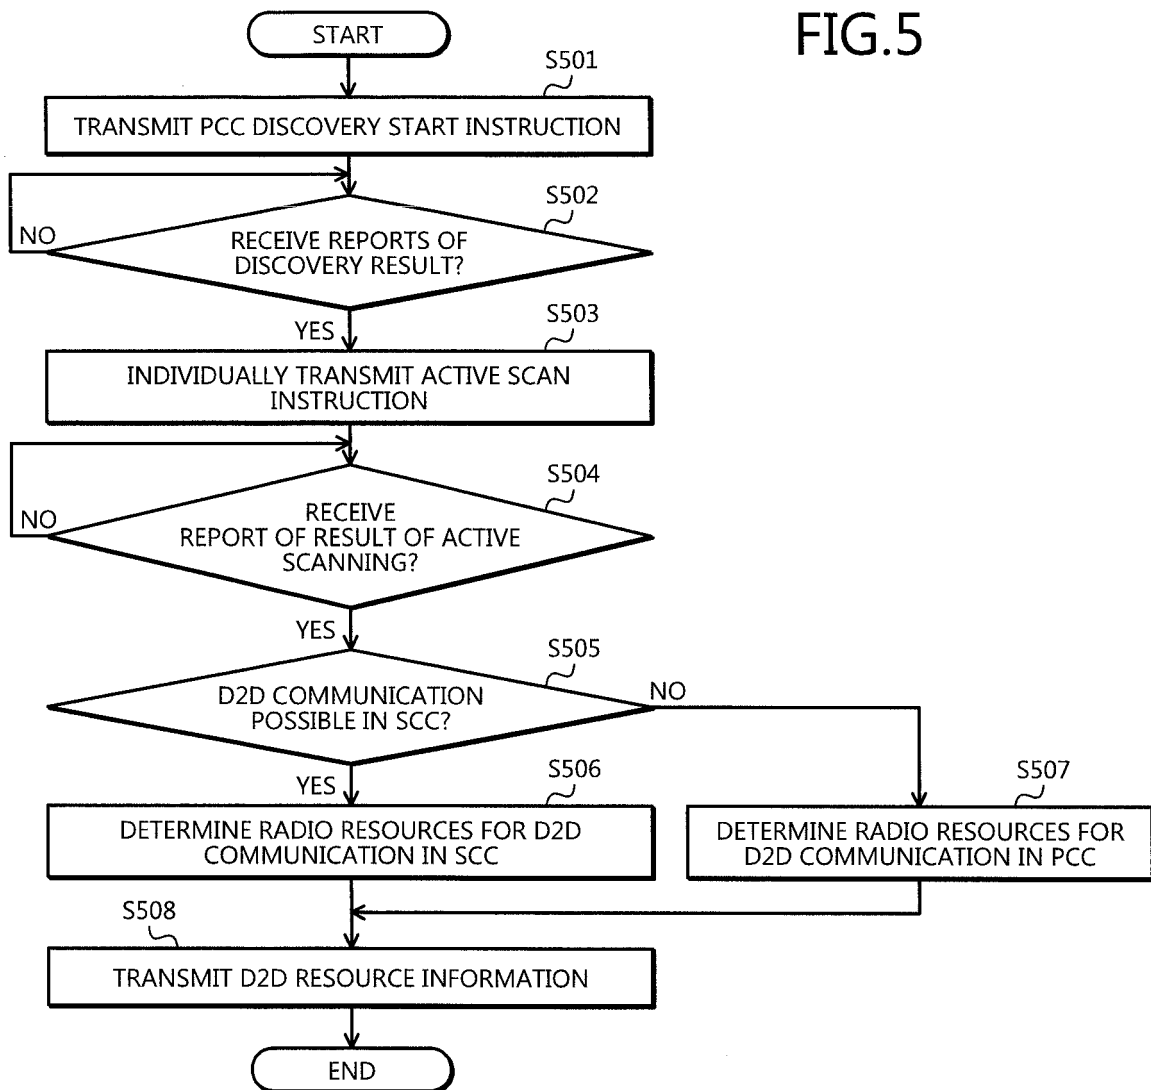 FIG.5
START
S501
TRANSMIT PCC DISCOVERY START INSTRUCTION
S502
NO
RECEIVE REPORTS OF
DISCOVERY RESULT?
YES
S503
INDIVIDUALLY TRANSMIT ACTIVE SCAN
INSTRUCTION
S504
NO
RECEIVE
REPORT OF RESULT OF ACTIVE
SCANNING?
YES
S505
D2D COMMUNICATION
POSSIBLE IN SCC?
NO
YES
S506
DETERMINE RADIO RESOURCES FOR D2D
COMMUNICATION IN SCC
S507
DETERMINE RADIO RESOURCES FOR
D2D COMMUNICATION IN PCC
S508
TRANSMIT D2D RESOURCE INFORMATION
END